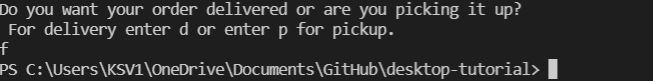 Do you want your order delivered or are you picking it up?
 For delivery enter d or enter p for pickup.
f
PS C:\Users\KSV1\OneDrive\Documents\GitHub\desktop-tutorial>